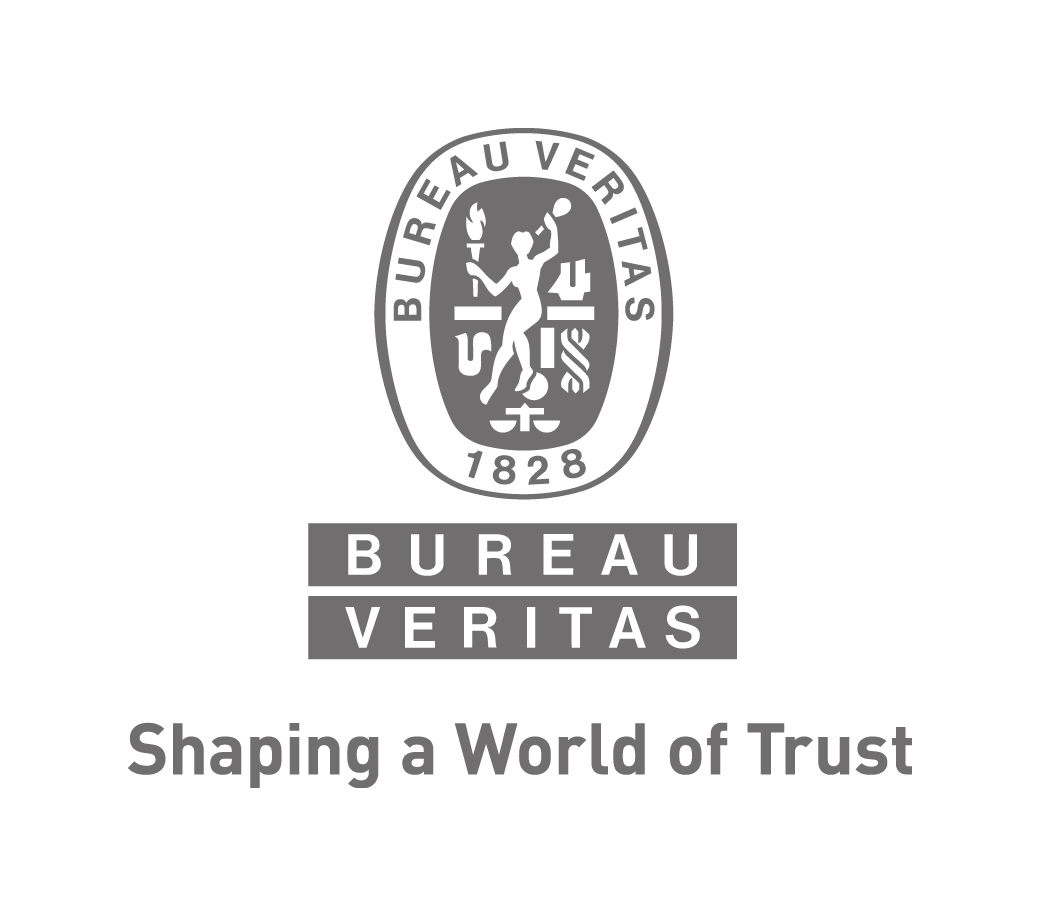 BUREAU VERITAS
1828
BUREAU
VERITAS
Shaping a World of Trust